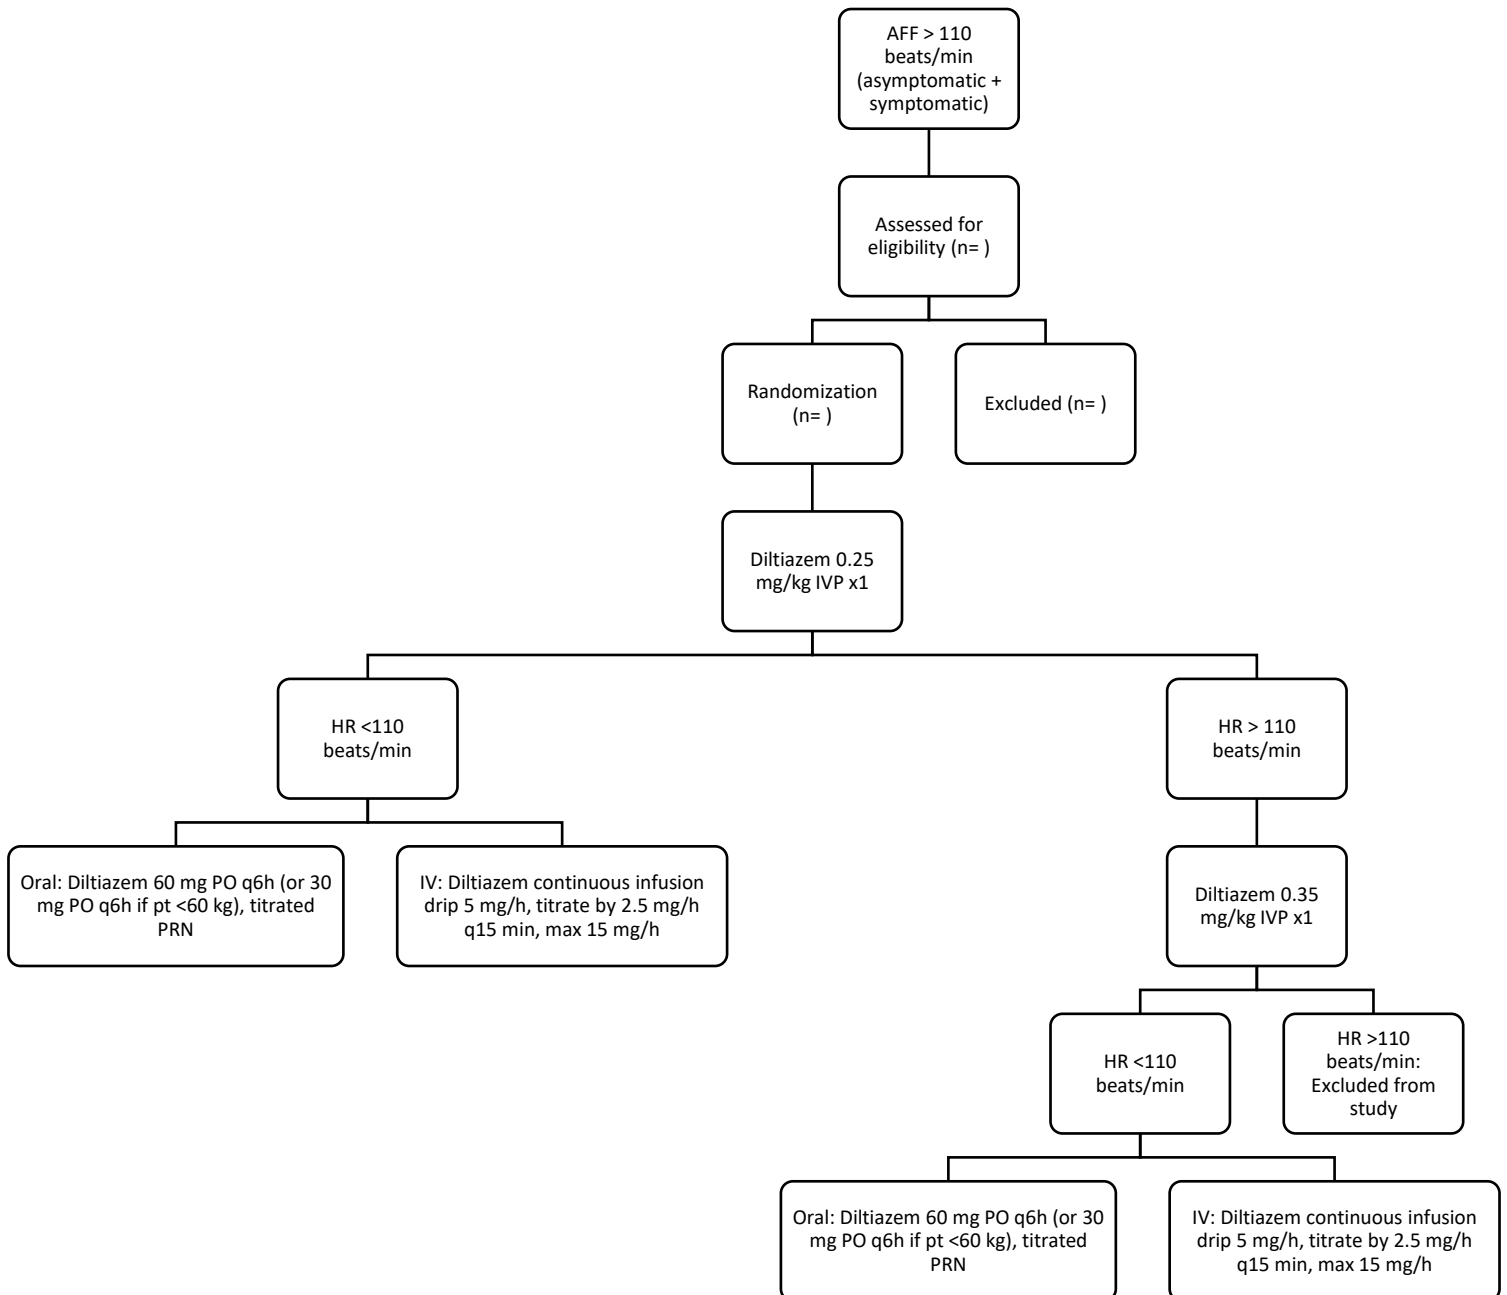 AFF > 110
beats/min
(asymptomatic +
symptomatic)
Assessed for
eligibility (n= )
Randomization
(n= )
Excluded (n= )
Diltiazem 0.25
mg/kg IVP x1
HR <110
beats/min
HR > 110
beats/min
Oral: Diltiazem 60 mg PO q6h (or 30
mg PO q6h if pt <60 kg), titrated
PRN
IV: Diltiazem continuous infusion
drip 5 mg/h, titrate by 2.5 mg/h
q15 min, max 15 mg/h
Diltiazem 0.35
mg/kg IVP x1
HR <110
beats/min
HR >110
beats/min:
Excluded from
study
Oral: Diltiazem 60 mg PO q6h (or 30
mg PO q6h if pt <60 kg), titrated
PRN
IV: Diltiazem continuous infusion
drip 5 mg/h, titrate by 2.5 mg/h
q15 min, max 15 mg/h